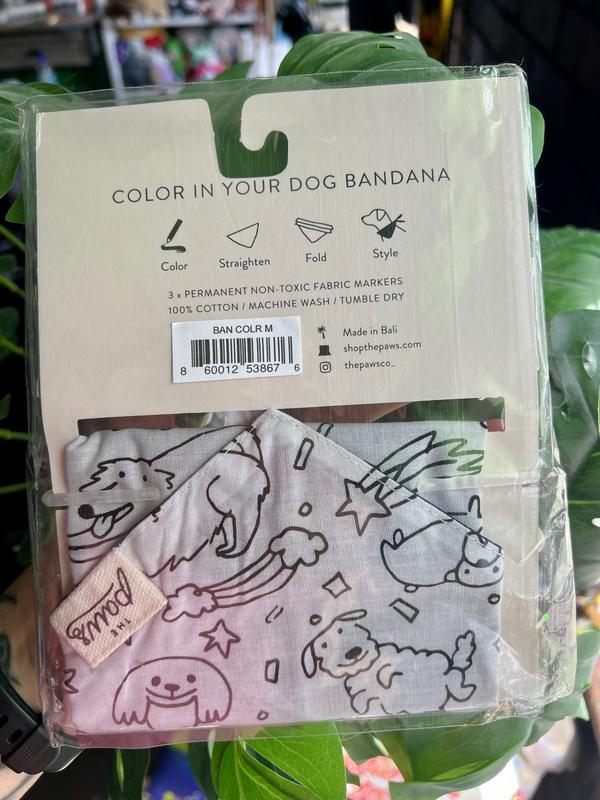 COLOR IN YOUR DOG BANDANA
Color
Straighten
Fold
Style
3 x PERMANENT NON-TOXIC FABRIC MARKERS
100% COTTON / MACHINE WASH / TUMBLE DRY
BAN COLR M
8 60012 53867 6
Made in Bali
shopthepaws.com
thepawsco_
THE
paws